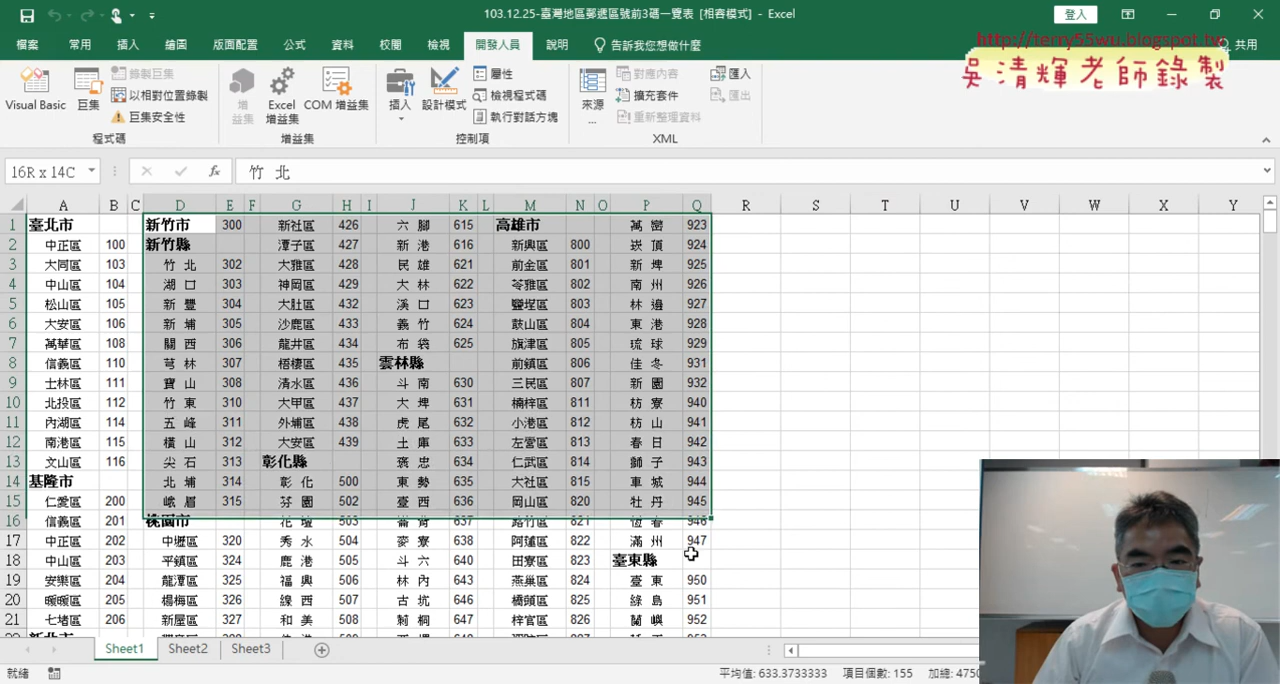 103.12.25-臺灣地區郵遞區號前3碼一覽表 [相容模式] - Excel
登入
檔案 常用 插入 繪圖 版面配置 公式 資料 校閱 檢視 開發人員 說明 告訴我您想做什麼 共用
http://terry55wu.blogspot.tw
吳清輝老師錄製
Visual Basic 巨集 錄製巨集 以相對位置錄製 巨集安全性 程式碼
增益集 Excel 增益集 COM 增益集 增益集
插入 設計模式 屬性 檢視程式碼 執行對話方塊 控制項
來源... 對應內容 擴充套件 重新整理資料 匯入 匯出 XML
16R x 14C fx 竹 北
A B C D E F G H I J K L M N O P Q R S T U V W X Y
1 臺北市 新竹市 300 新社區 426 六 腳 615 高雄市 萬 巒 923
2 中正區 100 新竹縣 潭子區 427 新 港 616 新興區 800 崁 頂 924
3 大同區 103 竹 北 302 大雅區 428 民 雄 621 前金區 801 新 埤 925
4 中山區 104 湖 口 303 神岡區 429 大 林 622 苓雅區 802 南 州 926
5 松山區 105 新 豐 304 大肚區 432 溪 口 623 鹽埕區 803 林 邊 927
6 大安區 106 新 埔 305 沙鹿區 433 義 竹 624 鼓山區 804 東 港 928
7 萬華區 108 關 西 306 龍井區 434 布 袋 625 旗津區 805 琉 球 929
8 信義區 110 芎 林 307 梧棲區 435 雲林縣 前鎮區 806 佳 冬 931
9 士林區 111 寶 山 308 清水區 436 斗 南 630 三民區 807 新 園 932
10 北投區 112 竹 東 310 大甲區 437 大 埤 631 楠梓區 811 枋 寮 940
11 內湖區 114 五 峰 311 外埔區 438 虎 尾 632 小港區 812 枋 山 941
12 南港區 115 橫 山 312 大安區 439 土 庫 633 左營區 813 春 日 942
13 文山區 116 尖 石 313 彰化縣 褒 忠 634 仁武區 814 獅 子 943
14 基隆市 北 埔 314 彰 化 500 東 勢 635 大社區 815 車 城 944
15 仁愛區 200 峨 眉 315 芬 園 502 臺 西 636 岡山區 820 牡 丹 945
16 信義區 201 桃園市 花 壇 503 崙 背 637 路竹區 821 恆 春 946
17 中正區 202 中壢區 320 秀 水 504 麥 寮 638 阿蓮區 822 滿 州 947
18 中山區 203 平鎮區 324 鹿 港 505 斗 六 640 田寮區 823 臺東縣
19 安樂區 204 龍潭區 325 福 興 506 林 內 643 燕巢區 824 臺 東 950
20 暖暖區 205 楊梅區 326 線 西 507 古 坑 646 橋頭區 825 綠 島 951
21 七堵區 206 新屋區 327 和 美 508 莿 桐 647 梓官區 826 蘭 嶼 952
Sheet1 Sheet2 Sheet3
就緒 平均值: 633.3733333 項目個數: 155 加總: 4750